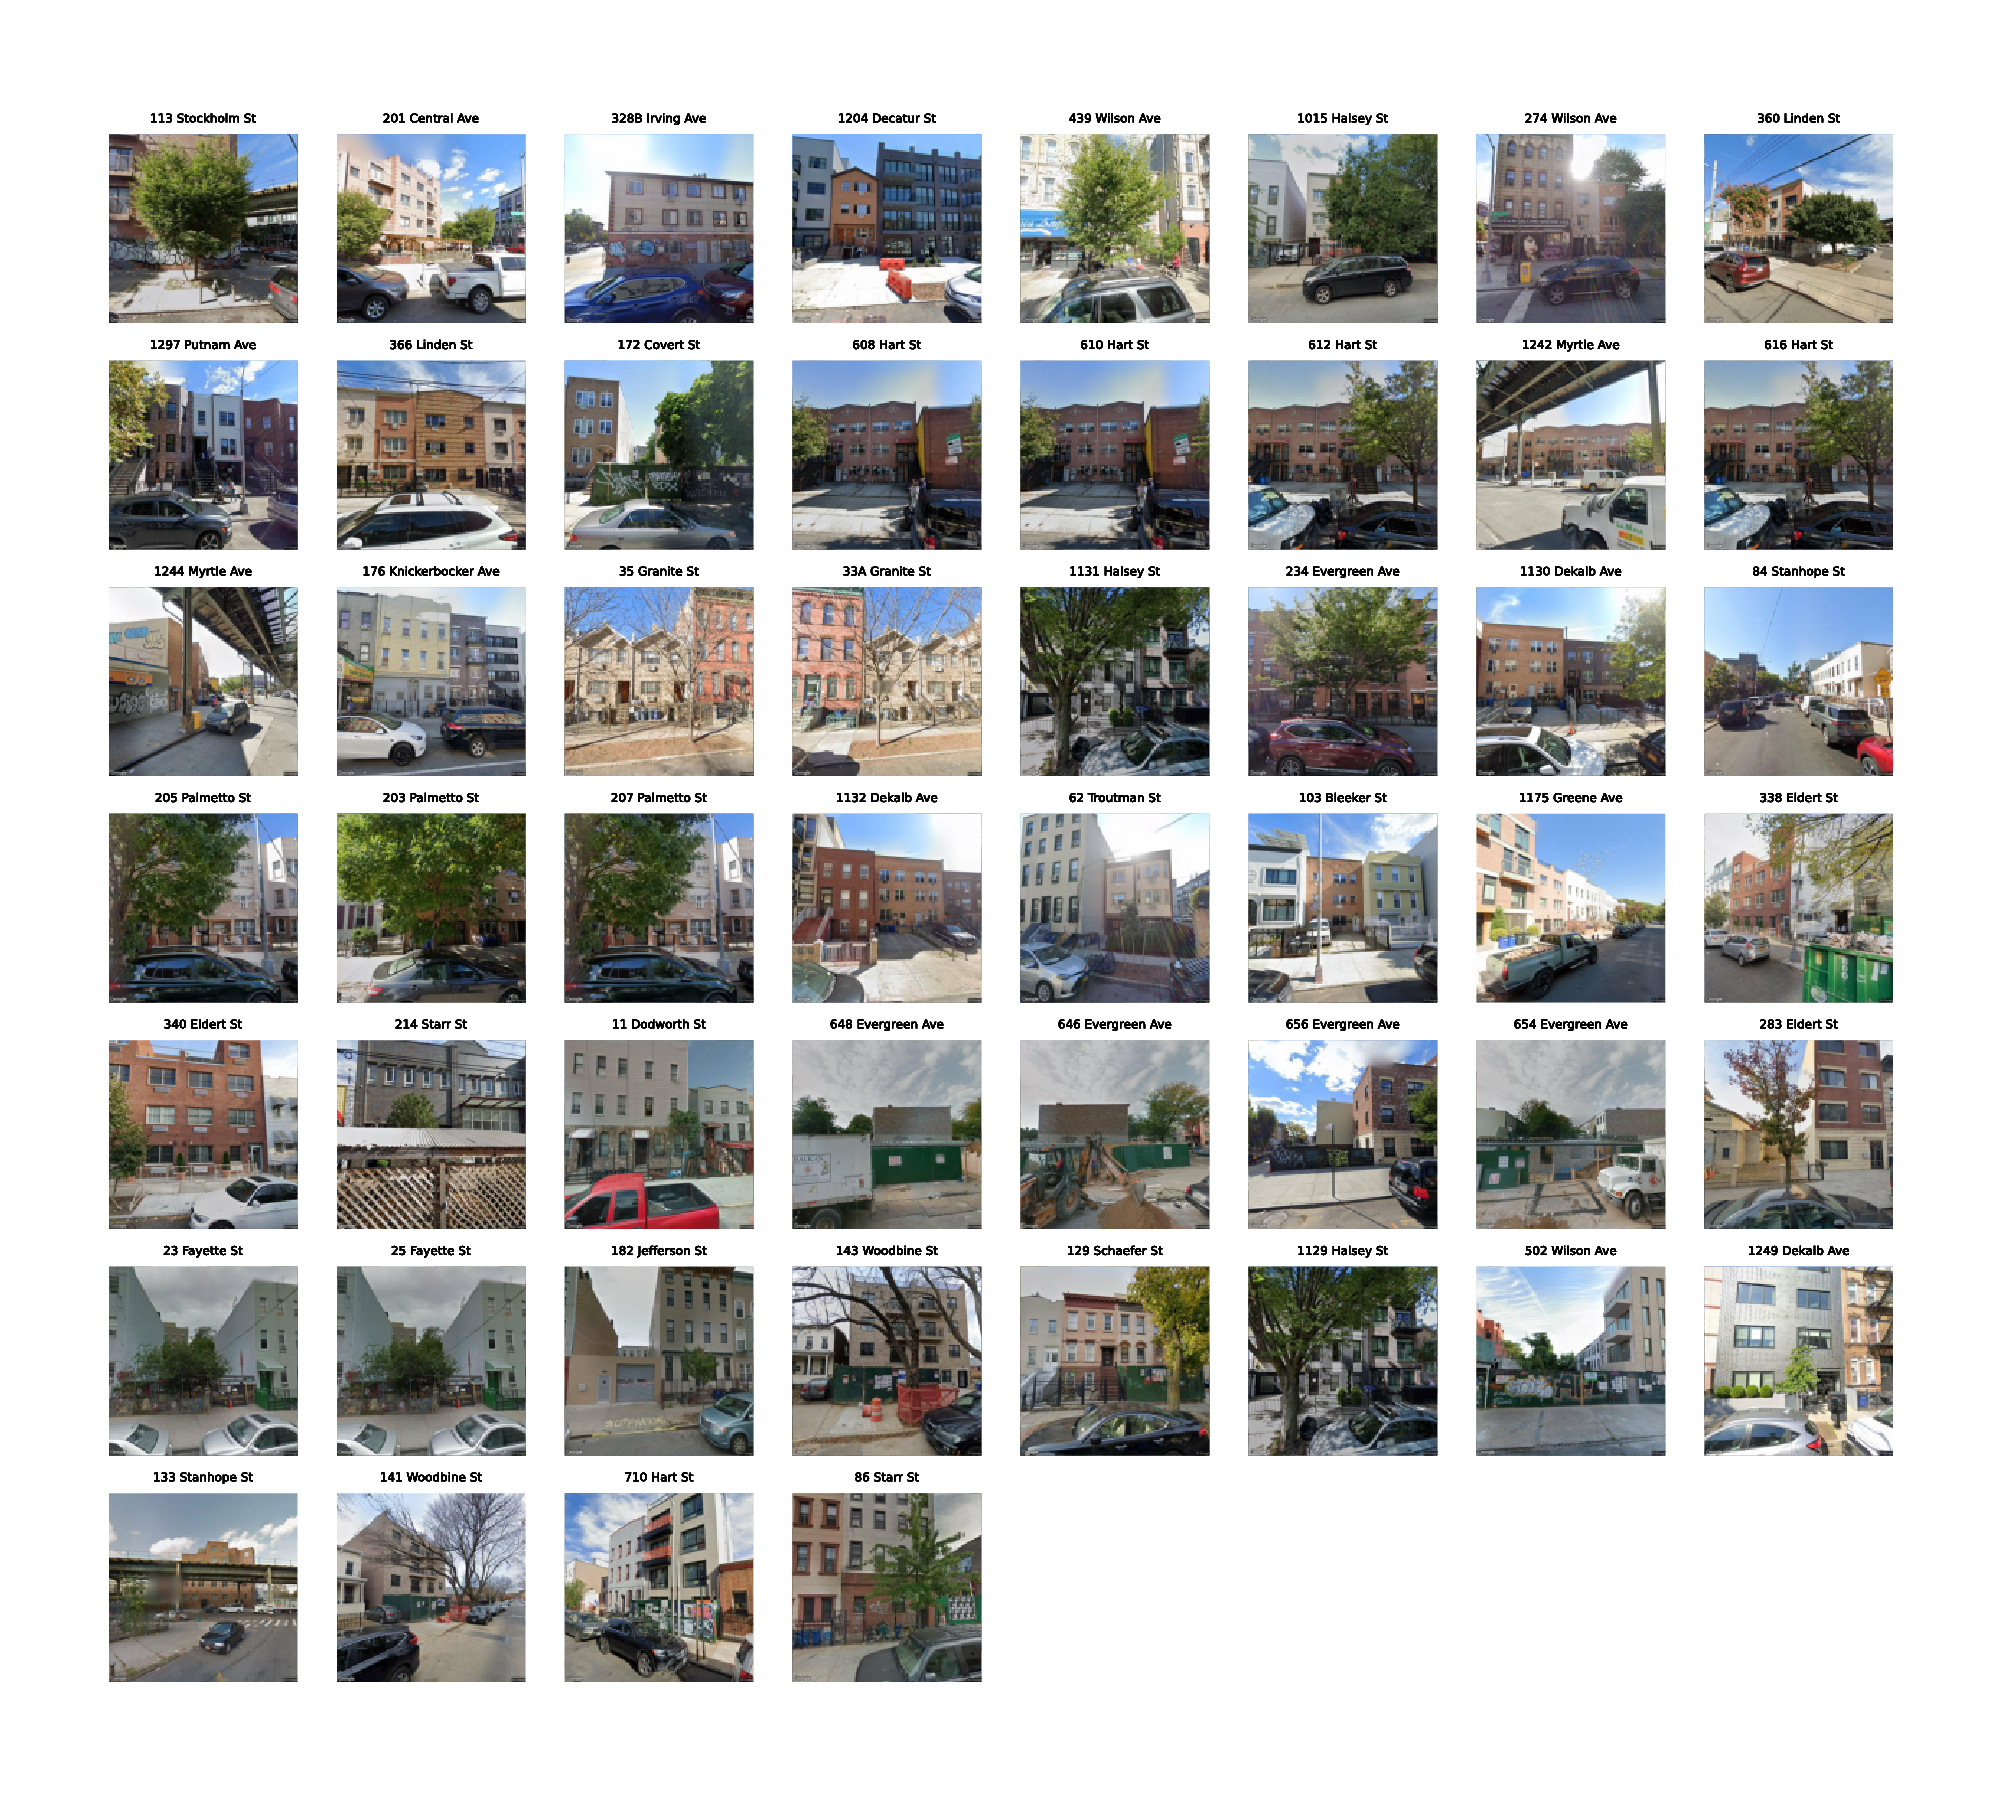 113 Stockholm St
201 Central Ave
328B Irving Ave
1204 Decatur St
439 Wilson Ave
1015 Halsey St
274 Wilson Ave
360 Linden St
1297 Putnam Ave
366 Linden St
172 Covert St
608 Hart St
610 Hart St
612 Hart St
1242 Myrtle Ave
616 Hart St
1244 Myrtle Ave
176 Knickerbocker Ave
35 Granite St
33A Granite St
1131 Halsey St
234 Evergreen Ave
1130 Dekalb Ave
84 Stanhope St
205 Palmetto St
203 Palmetto St
207 Palmetto St
1132 Dekalb Ave
62 Troutman St
103 Bleeker St
1175 Greene Ave
338 Eldert St
340 Eldert St
214 Starr St
11 Dodworth St
648 Evergreen Ave
646 Evergreen Ave
656 Evergreen Ave
654 Evergreen Ave
283 Eldert St
23 Fayette St
25 Fayette St
182 Jefferson St
143 Woodbine St
129 Schaefer St
1129 Halsey St
502 Wilson Ave
1249 Dekalb Ave
133 Stanhope St
141 Woodbine St
710 Hart St
86 Starr St